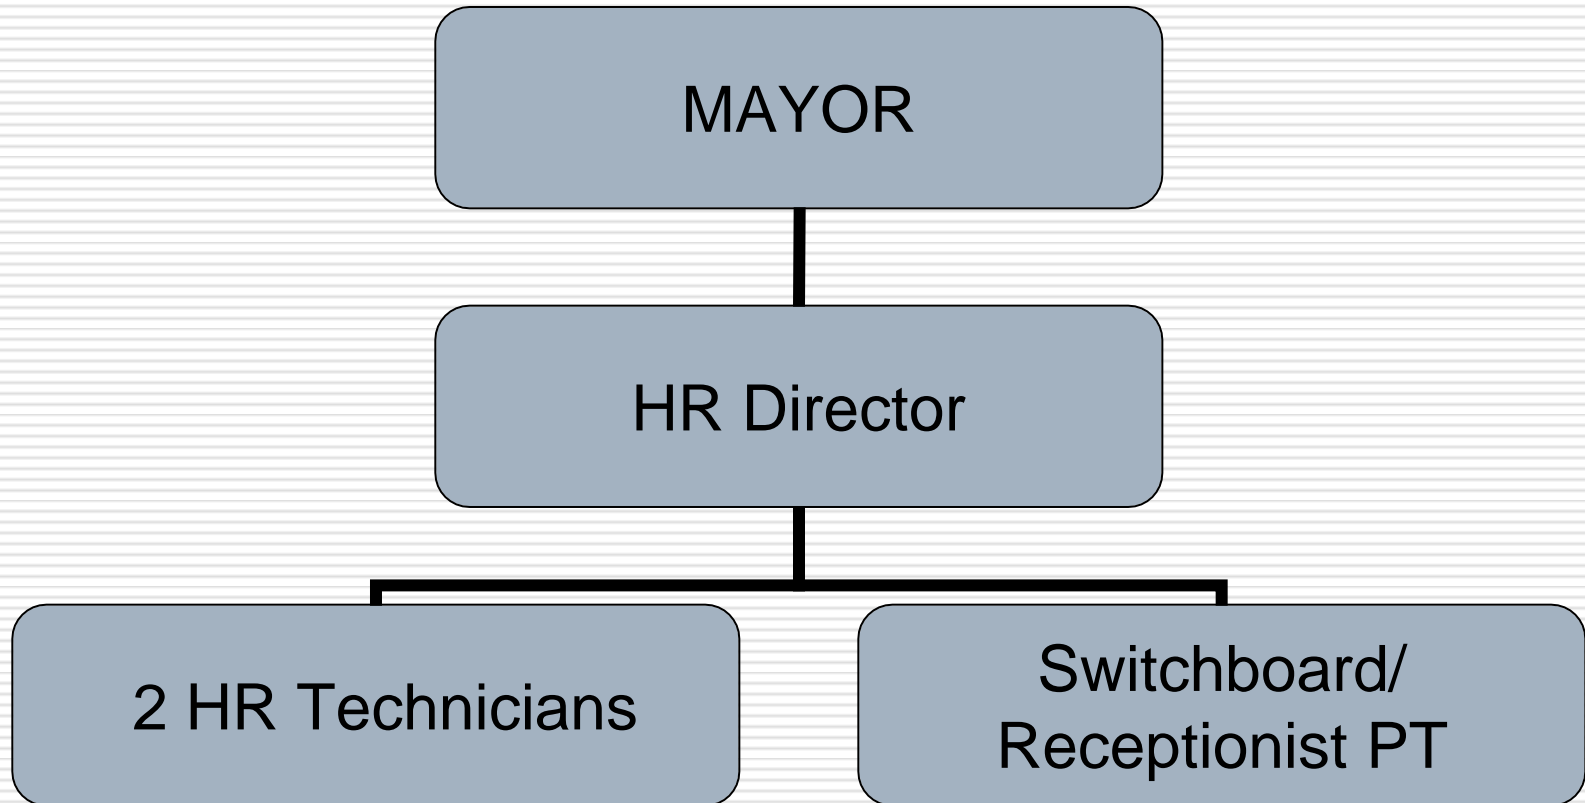 MAYOR
HR Director
2 HR Technicians
Switchboard/
Receptionist PT